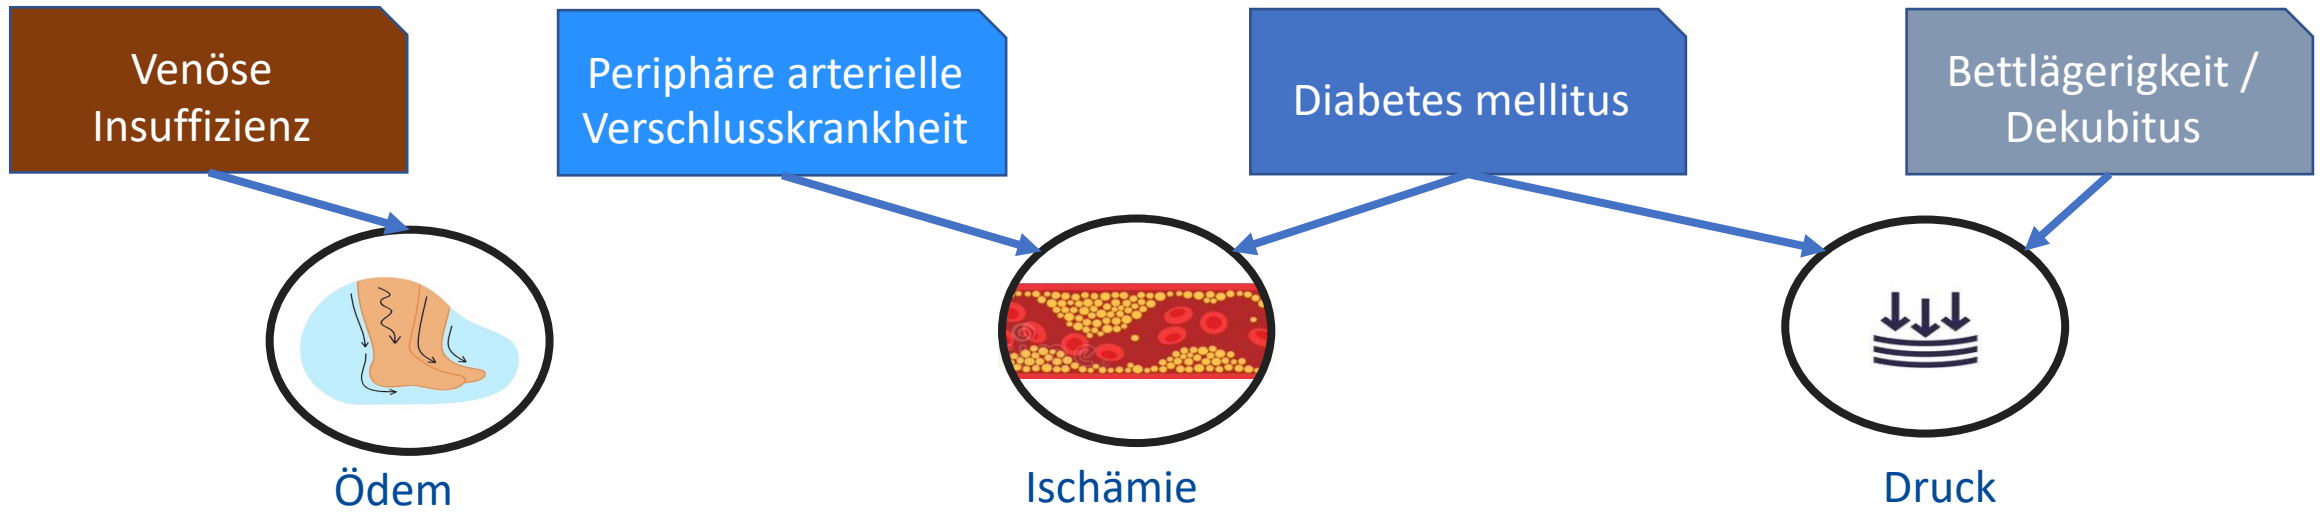 Venöse
Insuffizienz
Periphäre arterielle
Verschlusskrankheit
Diabetes mellitus
Bettlägerigkeit /
Dekubitus
Ödem
Ischämie
Druck